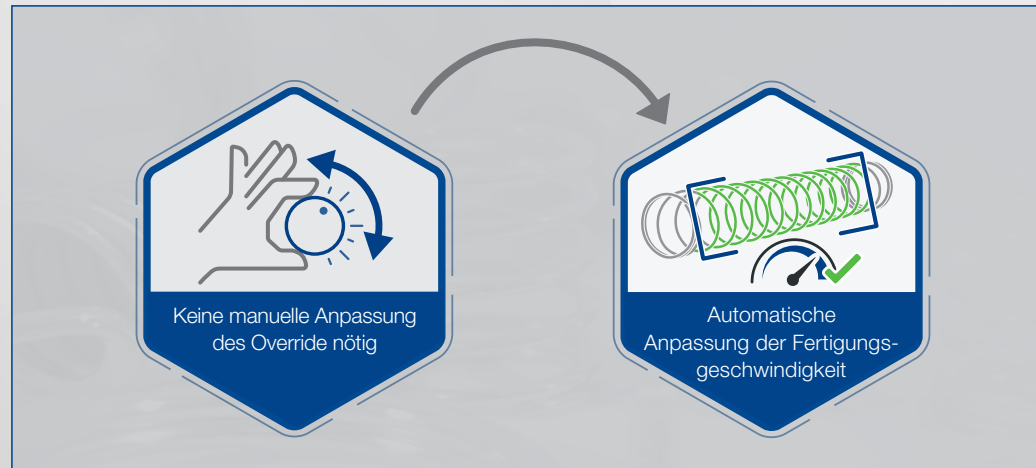 Keine manuelle Anpassung
des Override nötig
Automatische
Anpassung der Fertigungs-
geschwindigkeit